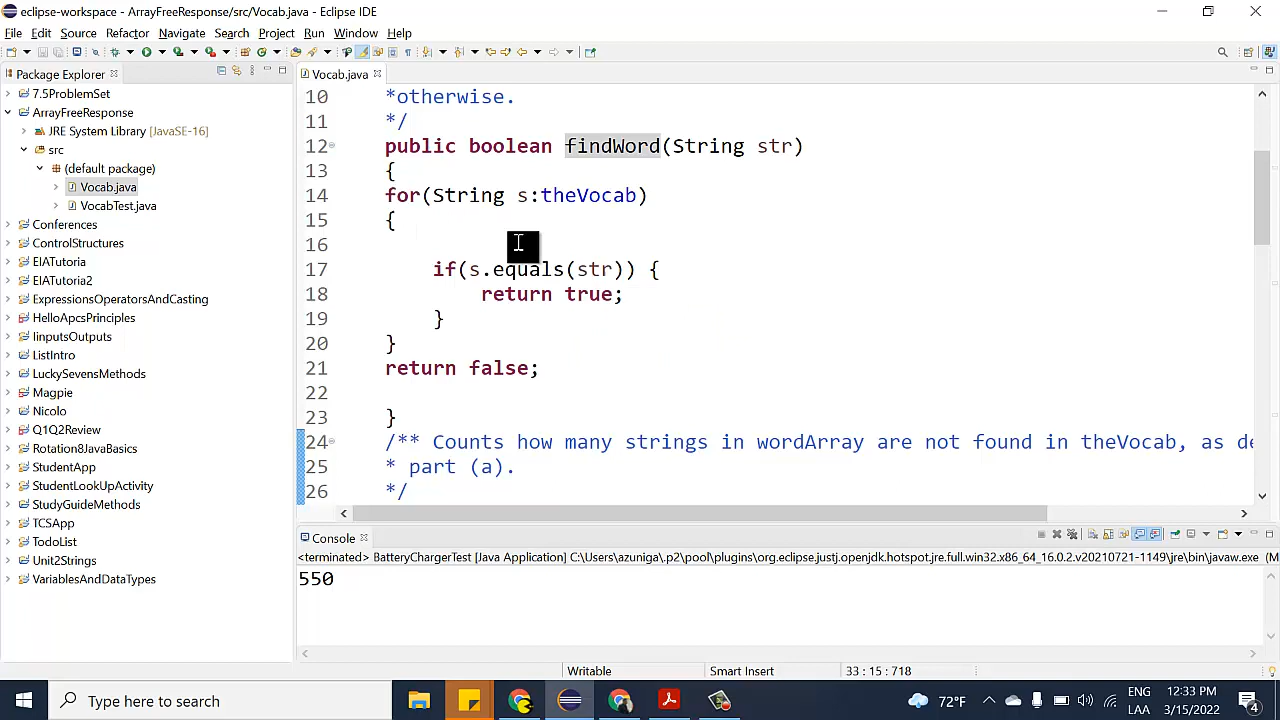 eclipse-workspace - ArrayFreeResponse/src/Vocab.java - Eclipse IDE
File Edit Source Refactor Navigate Search Project Run Window Help
Package Explorer
Vocab.java
7.5ProblemSet
ArrayFreeResponse
JRE System Library [JavaSE-16]
src
(default package)
Vocab.java
VocabTest.java
Conferences
ControlStructures
EIATutoria
EIATutoria2
ExpressionsOperatorsAndCasting
HelloApcsPrinciples
IinputsOutputs
ListIntro
LuckySevensMethods
Magpie
Nicolo
Q1Q2Review
Rotation8JavaBasics
StudentApp
StudentLookUpActivity
StudyGuideMethods
TCSApp
TodoList
Unit2Strings
VariablesAndDataTypes
10 *otherwise.
11 */
12 public boolean findWord(String str)
13 {
14 for(String s:theVocab)
15 {
16
17 if(s.equals(str)) {
18 return true;
19 }
20 }
21 return false;
22
23 }
24 /** Counts how many strings in wordArray are not found in theVocab, as de
25 * part (a).
26 */
Console
<terminated> BatteryChargerTest [Java Application] C:\Users\azuniga\.p2\pool\plugins\org.eclipse.justj.openjdk.hotspot.jre.full.win32.x86_64_16.0.2.v20210721-1149\jre\bin\javaw.exe (M
550
Writable
Smart Insert
33 : 15 : 718
Type here to search
72°F
ENG
LAA
12:33 PM
3/15/2022
4